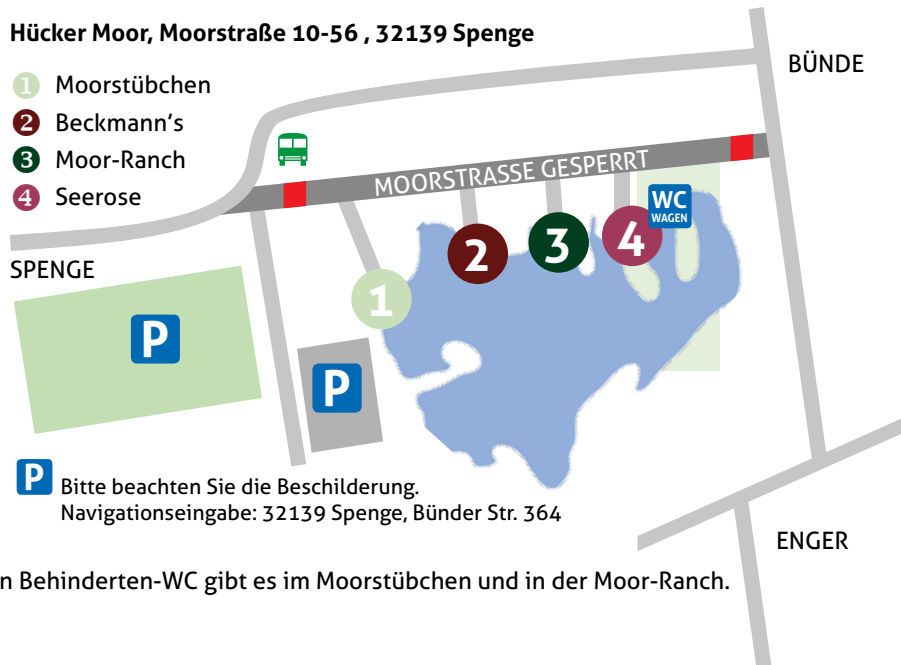 Hücker Moor, Moorstraße 10-56 , 32139 Spenge
1 Moorstübchen
2 Beckmann's
3 Moor-Ranch
4 Seerose
BÜNDE
MOORSTRASSE GESPERRT
WC
WAGEN
SPENGE
1
2
3
4
P
P
P Bitte beachten Sie die Beschilderung.
Navigationseingabe: 32139 Spenge, Bünder Str. 364
ENGER
n Behinderten-WC gibt es im Moorstübchen und in der Moor-Ranch.